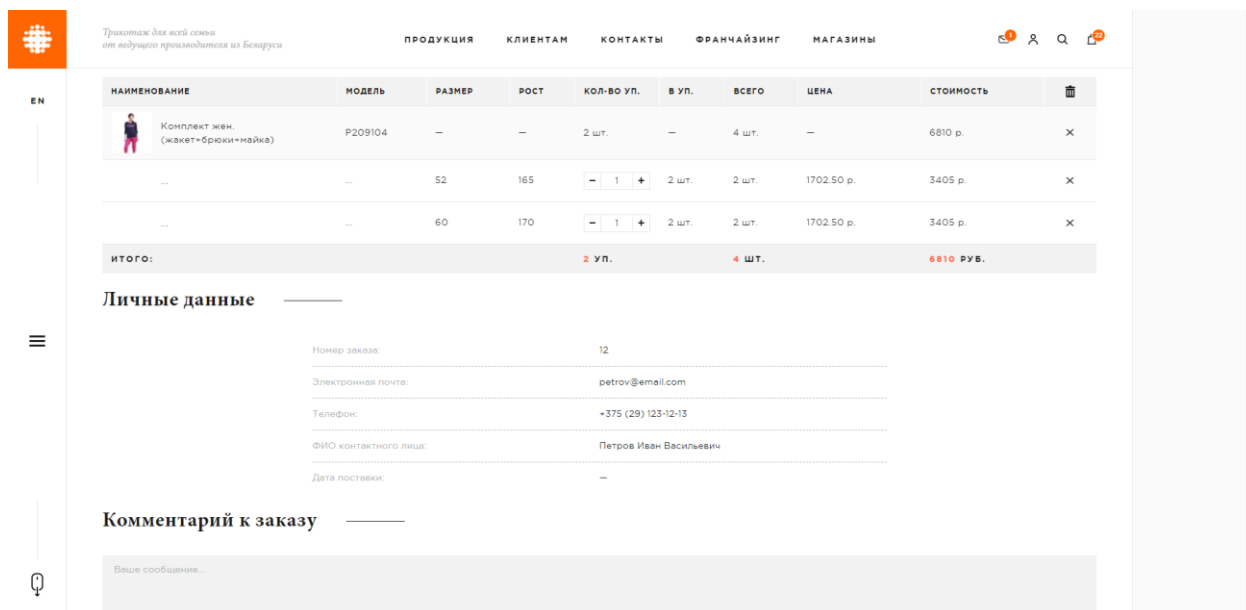 Трикотаж для всей семьи
от ведущего производителя из Беларуси
ПРОДУКЦИЯ КЛИЕНТАМ КОНТАКТЫ ФРАНЧАЙЗИНГ МАГАЗИНЫ 1 22
EN
НАИМЕНОВАНИЕ МОДЕЛЬ РАЗМЕР РОСТ КОЛ-ВО УП. В УП. ВСЕГО ЦЕНА СТОИМОСТЬ
Комплект жен.
(жакет+брюки+майка) P209104 — — 2 шт. — 4 шт. — 6810 р.
... ... 52 165 - 1 + 2 шт. 2 шт. 1702.50 р. 3405 р.
... ... 60 170 - 1 + 2 шт. 2 шт. 1702.50 р. 3405 р.
ИТОГО: 2 УП. 4 ШТ. 6810 РУБ.
Личные данные
Номер заказа: 12
Электронная почта: petrov@email.com
Телефон: +375 (29) 123-12-13
ФИО контактного лица: Петров Иван Васильевич
Дата поставки: —
Комментарий к заказу
Ваше сообщение...